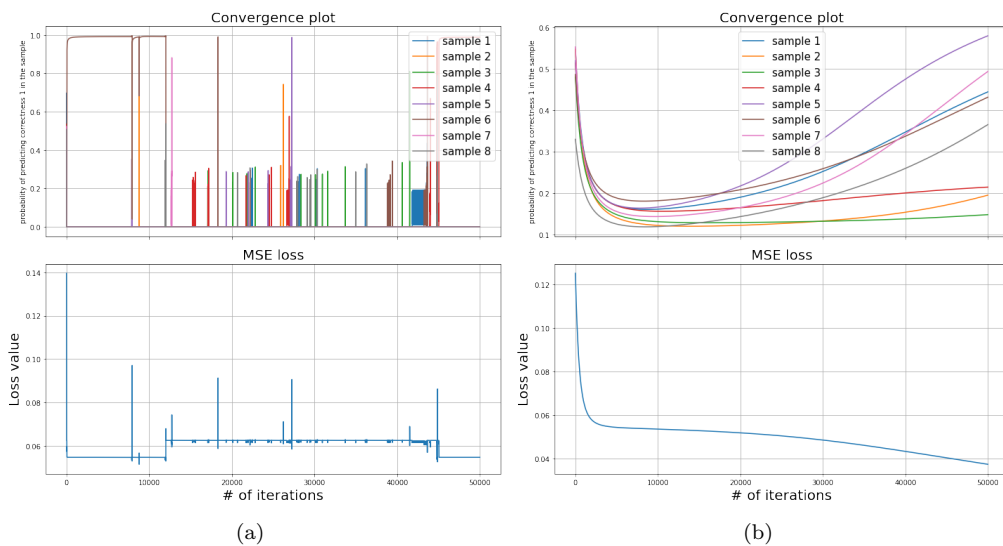 Convergence plot
probability of predicting correctness 1 in the sample
1.0
0.8
0.6
0.4
0.2
0.0
sample 1
sample 2
sample 3
sample 4
sample 5
sample 6
sample 7
sample 8
MSE loss
Loss value
0.14
0.12
0.10
0.08
0.06
0 10000 20000 30000 40000 50000
# of iterations
(a)
Convergence plot
probability of predicting correctness 1 in the sample
0.6
0.5
0.4
0.3
0.2
0.1
sample 1
sample 2
sample 3
sample 4
sample 5
sample 6
sample 7
sample 8
MSE loss
Loss value
0.12
0.10
0.08
0.06
0.04
0 10000 20000 30000 40000 50000
# of iterations
(b)